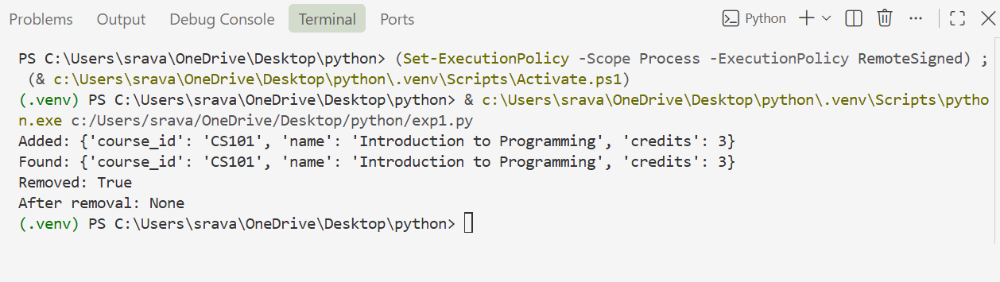 Problems Output Debug Console Terminal Ports Python
PS C:\Users\srava\OneDrive\Desktop\python> (Set-ExecutionPolicy -Scope Process -ExecutionPolicy RemoteSigned) ;
(& c:\Users\srava\OneDrive\Desktop\python\.venv\Scripts\Activate.ps1)
(.venv) PS C:\Users\srava\OneDrive\Desktop\python> & c:\Users\srava\OneDrive\Desktop\python\.venv\Scripts\pytho
n.exe c:/Users/srava/OneDrive/Desktop/python/exp1.py
Added: {'course_id': 'CS101', 'name': 'Introduction to Programming', 'credits': 3}
Found: {'course_id': 'CS101', 'name': 'Introduction to Programming', 'credits': 3}
Removed: True
After removal: None
(.venv) PS C:\Users\srava\OneDrive\Desktop\python>